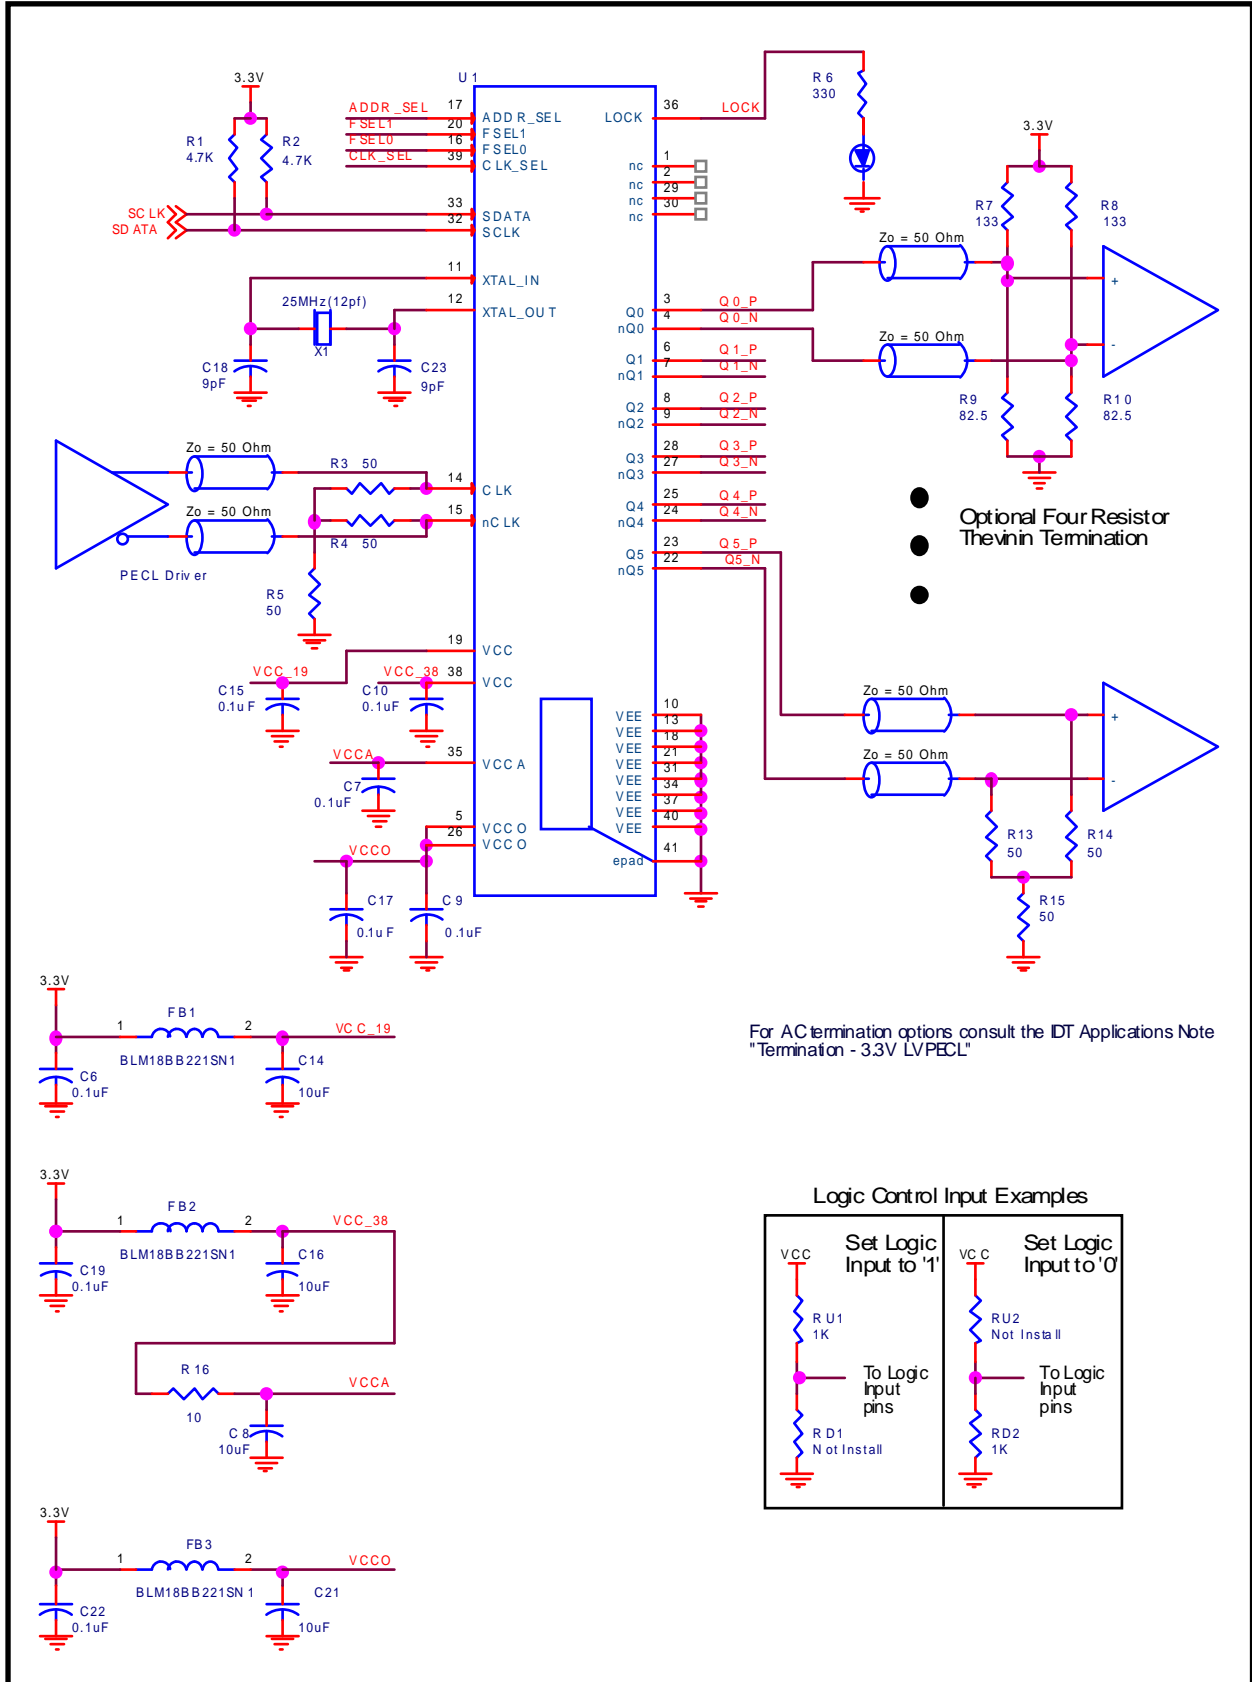 3.3V
R1
4.7K
R2
4.7K
SCLK
SDATA
ADDR_SEL
FSEL1
FSEL0
CLK_SEL
17
20
16
39
33
32
11
12
U1
ADDR_SEL
FSEL1
FSEL0
CLK_SEL
SDATA
SCLK
XTAL_IN
XTAL_OUT
25MHz(12pf)
X1
C18
9pF
C23
9pF
Zo = 50 Ohm
Zo = 50 Ohm
PECL Driver
R3 50
R4 50
R5
50
14
15
CLK
nCLK
19
38
VCC
VCC
VCC_19
VCC_38
C15
0.1uF
C10
0.1uF
VCCA
35
VCCA
C7
0.1uF
5
26
VCCO
VCCO
VCCO
C17
0.1uF
C9
0.1uF
LOCK
36
LOCK
R6
330
nc
nc
nc
nc
1
2
29
30
Q0
nQ0
3
4
Q0_P
Q0_N
Q1
nQ1
6
7
Q1_P
Q1_N
Q2
nQ2
8
9
Q2_P
Q2_N
Q3
nQ3
28
27
Q3_P
Q3_N
Q4
nQ4
25
24
Q4_P
Q4_N
Q5
nQ5
23
22
Q5_P
Q5_N
VEE
VEE
VEE
VEE
VEE
VEE
VEE
VEE
epad
10
13
18
21
31
34
37
40
41
3.3V
R7
133
R8
133
Zo = 50 Ohm
Zo = 50 Ohm
+
-
R9
82.5
R10
82.5
Optional Four Resistor
Thevinin Termination
Zo = 50 Ohm
Zo = 50 Ohm
+
-
R13
50
R14
50
R15
50
For AC termination options consult the IDT Applications Note
"Termination - 3.3V LVPECL"
3.3V
1
FB1
2
BLM18BB221SN1
VCC_19
C6
0.1uF
C14
10uF
3.3V
1
FB2
2
BLM18BB221SN1
VCC_38
C19
0.1uF
C16
10uF
R16
10
VCCA
C8
10uF
3.3V
1
FB3
2
BLM18BB221SN1
VCCO
C22
0.1uF
C21
10uF
Logic Control Input Examples
Set Logic
Input to '1'
VCC
RU1
1K
To Logic
Input
pins
RD1
Not Install
Set Logic
Input to '0'
VCC
RU2
Not Install
To Logic
Input
pins
RD2
1K